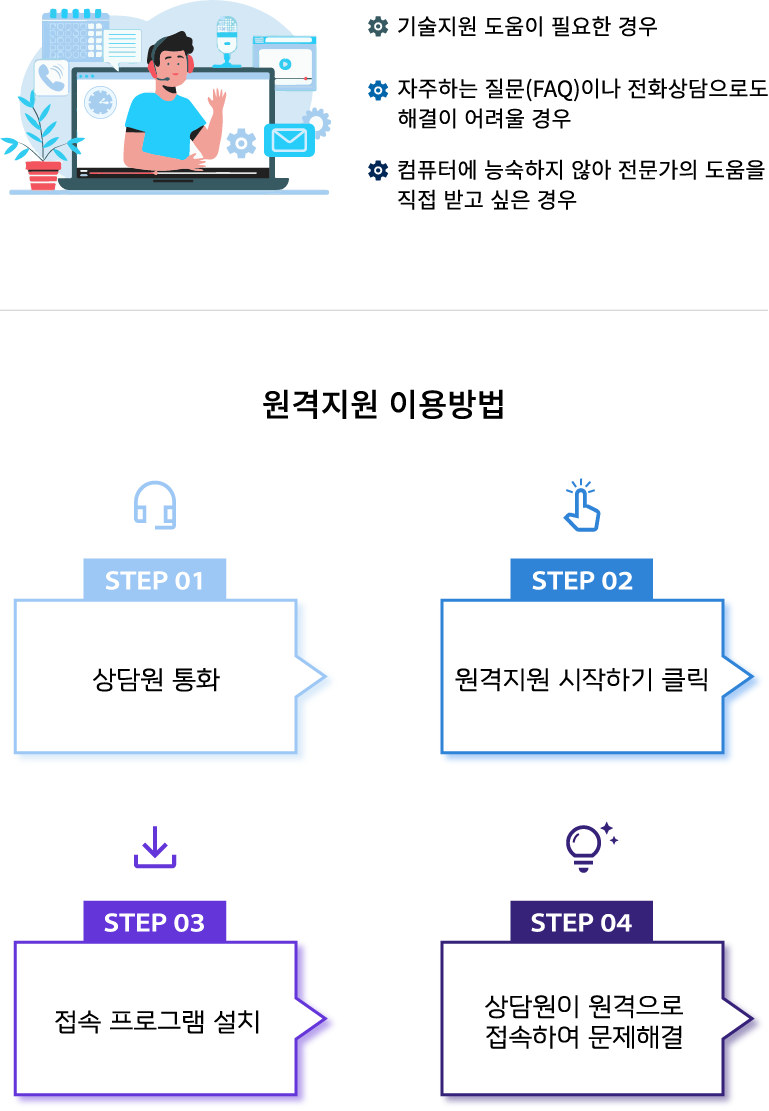 기술지원 도움이 필요한 경우
자주하는 질문(FAQ)이나 전화상담으로도
해결이 어려울 경우
컴퓨터에 능숙하지 않아 전문가의 도움을
직접 받고 싶은 경우
원격지원 이용방법
STEP 01
상담원 통화
STEP 02
원격지원 시작하기 클릭
STEP 03
접속 프로그램 설치
STEP 04
상담원이 원격으로
접속하여 문제해결